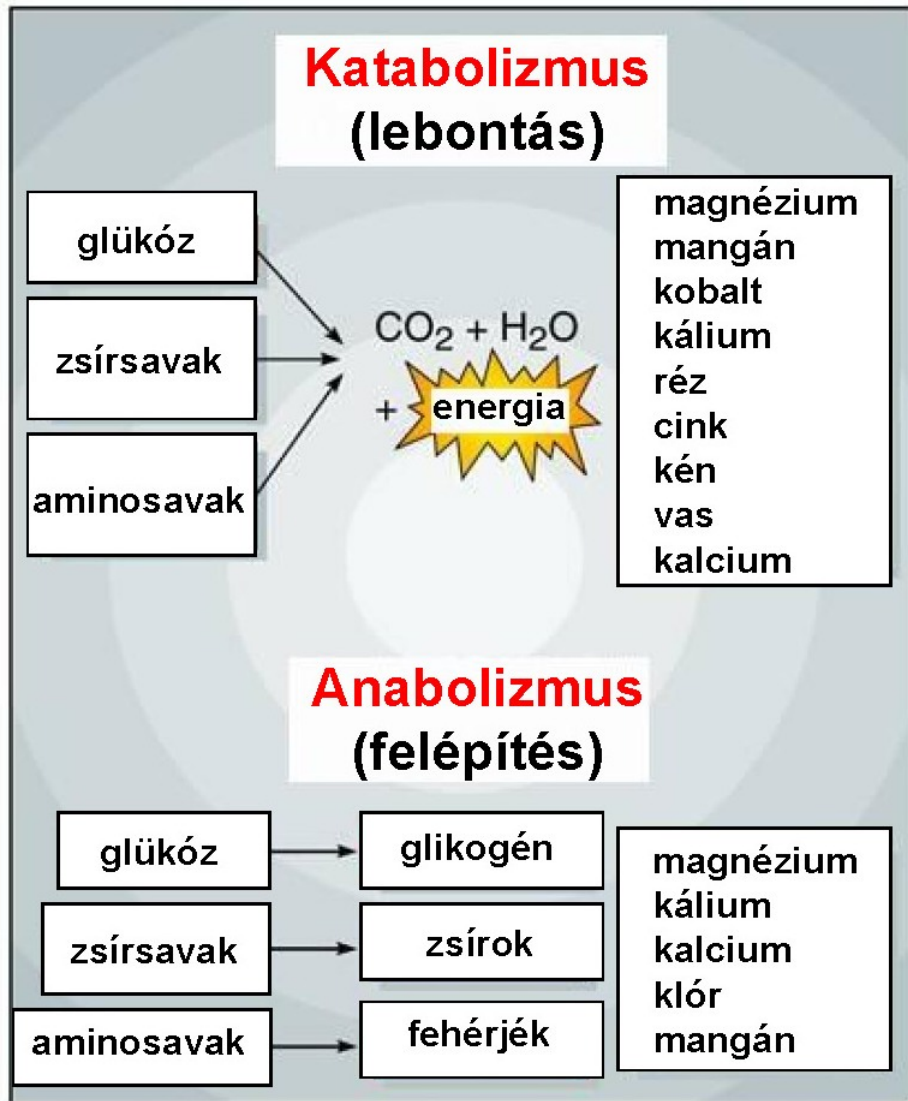 Katabolizmus
(lebontás)
glükóz
zsírsavak
aminosavak
CO₂ + H₂O
+ energia
magnézium
mangán
kobalt
kálium
réz
cink
kén
vas
kalcium
Anabolizmus
(felépítés)
glükóz
glikogén
zsírsavak
zsírok
aminosavak
fehérjék
magnézium
kálium
kalcium
klór
mangán